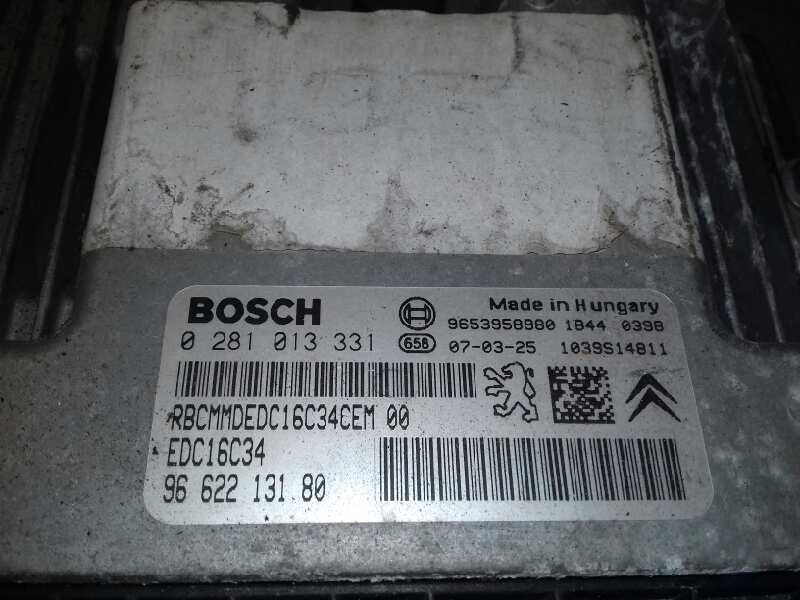 BOSCH
Made in Hungary
9653958980 1844 0398
0 281 013 331
658 07-03-25 1039S14811
RBCMMDEDC16C34CEM 00
EDC16C34
96 622 131 80